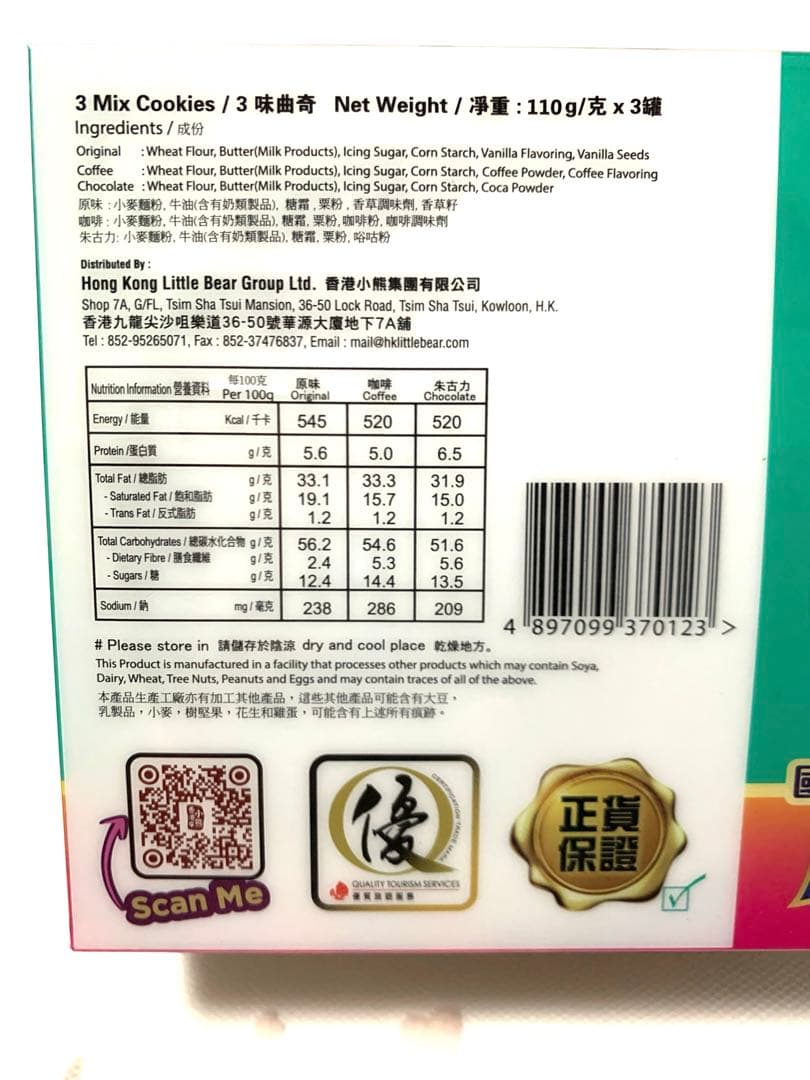 3 Mix Cookies / 3 味曲奇 Net Weight / 凈重 : 110g/克 x 3罐
Ingredients / 成份
Original : Wheat Flour, Butter(Milk Products), Icing Sugar, Corn Starch, Vanilla Flavoring, Vanilla Seeds
Coffee : Wheat Flour, Butter(Milk Products), Icing Sugar, Corn Starch, Coffee Powder, Coffee Flavoring
Chocolate : Wheat Flour, Butter(Milk Products), Icing Sugar, Corn Starch, Coca Powder
原味 : 小麥麵粉, 牛油(含有奶類製品), 糖霜, 粟粉, 香草調味劑, 香草籽
咖啡 : 小麥麵粉, 牛油(含有奶類製品), 糖霜, 粟粉, 咖啡粉, 咖啡調味劑
朱古力: 小麥麵粉, 牛油(含有奶類製品), 糖霜, 粟粉, 唂咕粉
Distributed By :
Hong Kong Little Bear Group Ltd. 香港小熊集團有限公司
Shop 7A, G/FL, Tsim Sha Tsui Mansion, 36-50 Lock Road, Tsim Sha Tsui, Kowloon, H.K.
香港九龍尖沙咀樂道36-50號華源大廈地下7A舖
Tel : 852-95265071, Fax : 852-37476837, Email : mail@hklittlebear.com
Nutrition Information 營養資料 每100克 Per 100g 原味 Original 咖啡 Coffee 朱古力 Chocolate
Energy / 能量 Kcal / 千卡 545 520 520
Protein /蛋白質 g / 克 5.6 5.0 6.5
Total Fat / 總脂肪 g / 克 33.1 33.3 31.9
- Saturated Fat / 飽和脂肪 g / 克 19.1 15.7 15.0
- Trans Fat / 反式脂肪 g / 克 1.2 1.2 1.2
Total Carbohydrates / 總碳水化合物 g / 克 56.2 54.6 51.6
- Dietary Fibre / 膳食纖維 g / 克 2.4 5.3 5.6
- Sugars / 糖 g / 克 12.4 14.4 13.5
Sodium / 鈉 mg / 毫克 238 286 209
4 897099 370123 >
# Please store in 請儲存於陰涼 dry and cool place 乾燥地方。
This Product is manufactured in a facility that processes other products which may contain Soya,
Dairy, Wheat, Tree Nuts, Peanuts and Eggs and may contain traces of all of the above.
本產品生產工廠亦有加工其他產品，這些其他產品可能含有大豆，
乳製品，小麥，樹堅果，花生和雞蛋，可能含有上述所有痕跡。
Scan Me
優
CERTIFICATION TRADE MARK
QUALITY TOURISM SERVICES
優質旅遊服務
正貨
保證